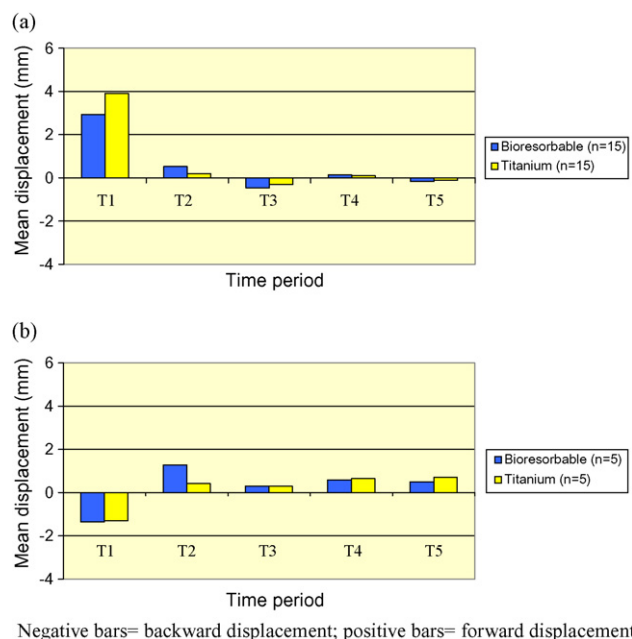 (a)
Mean displacement (mm)
6
4
2
0
-2
-4
T1 T2 T3 T4 T5
Time period
Bioresorbable (n=15)
Titanium (n=15)
(b)
Mean displacement (mm)
6
4
2
0
-2
-4
T1 T2 T3 T4 T5
Time period
Bioresorbable (n=5)
Titanium (n=5)
Negative bars= backward displacement; positive bars= forward displacement